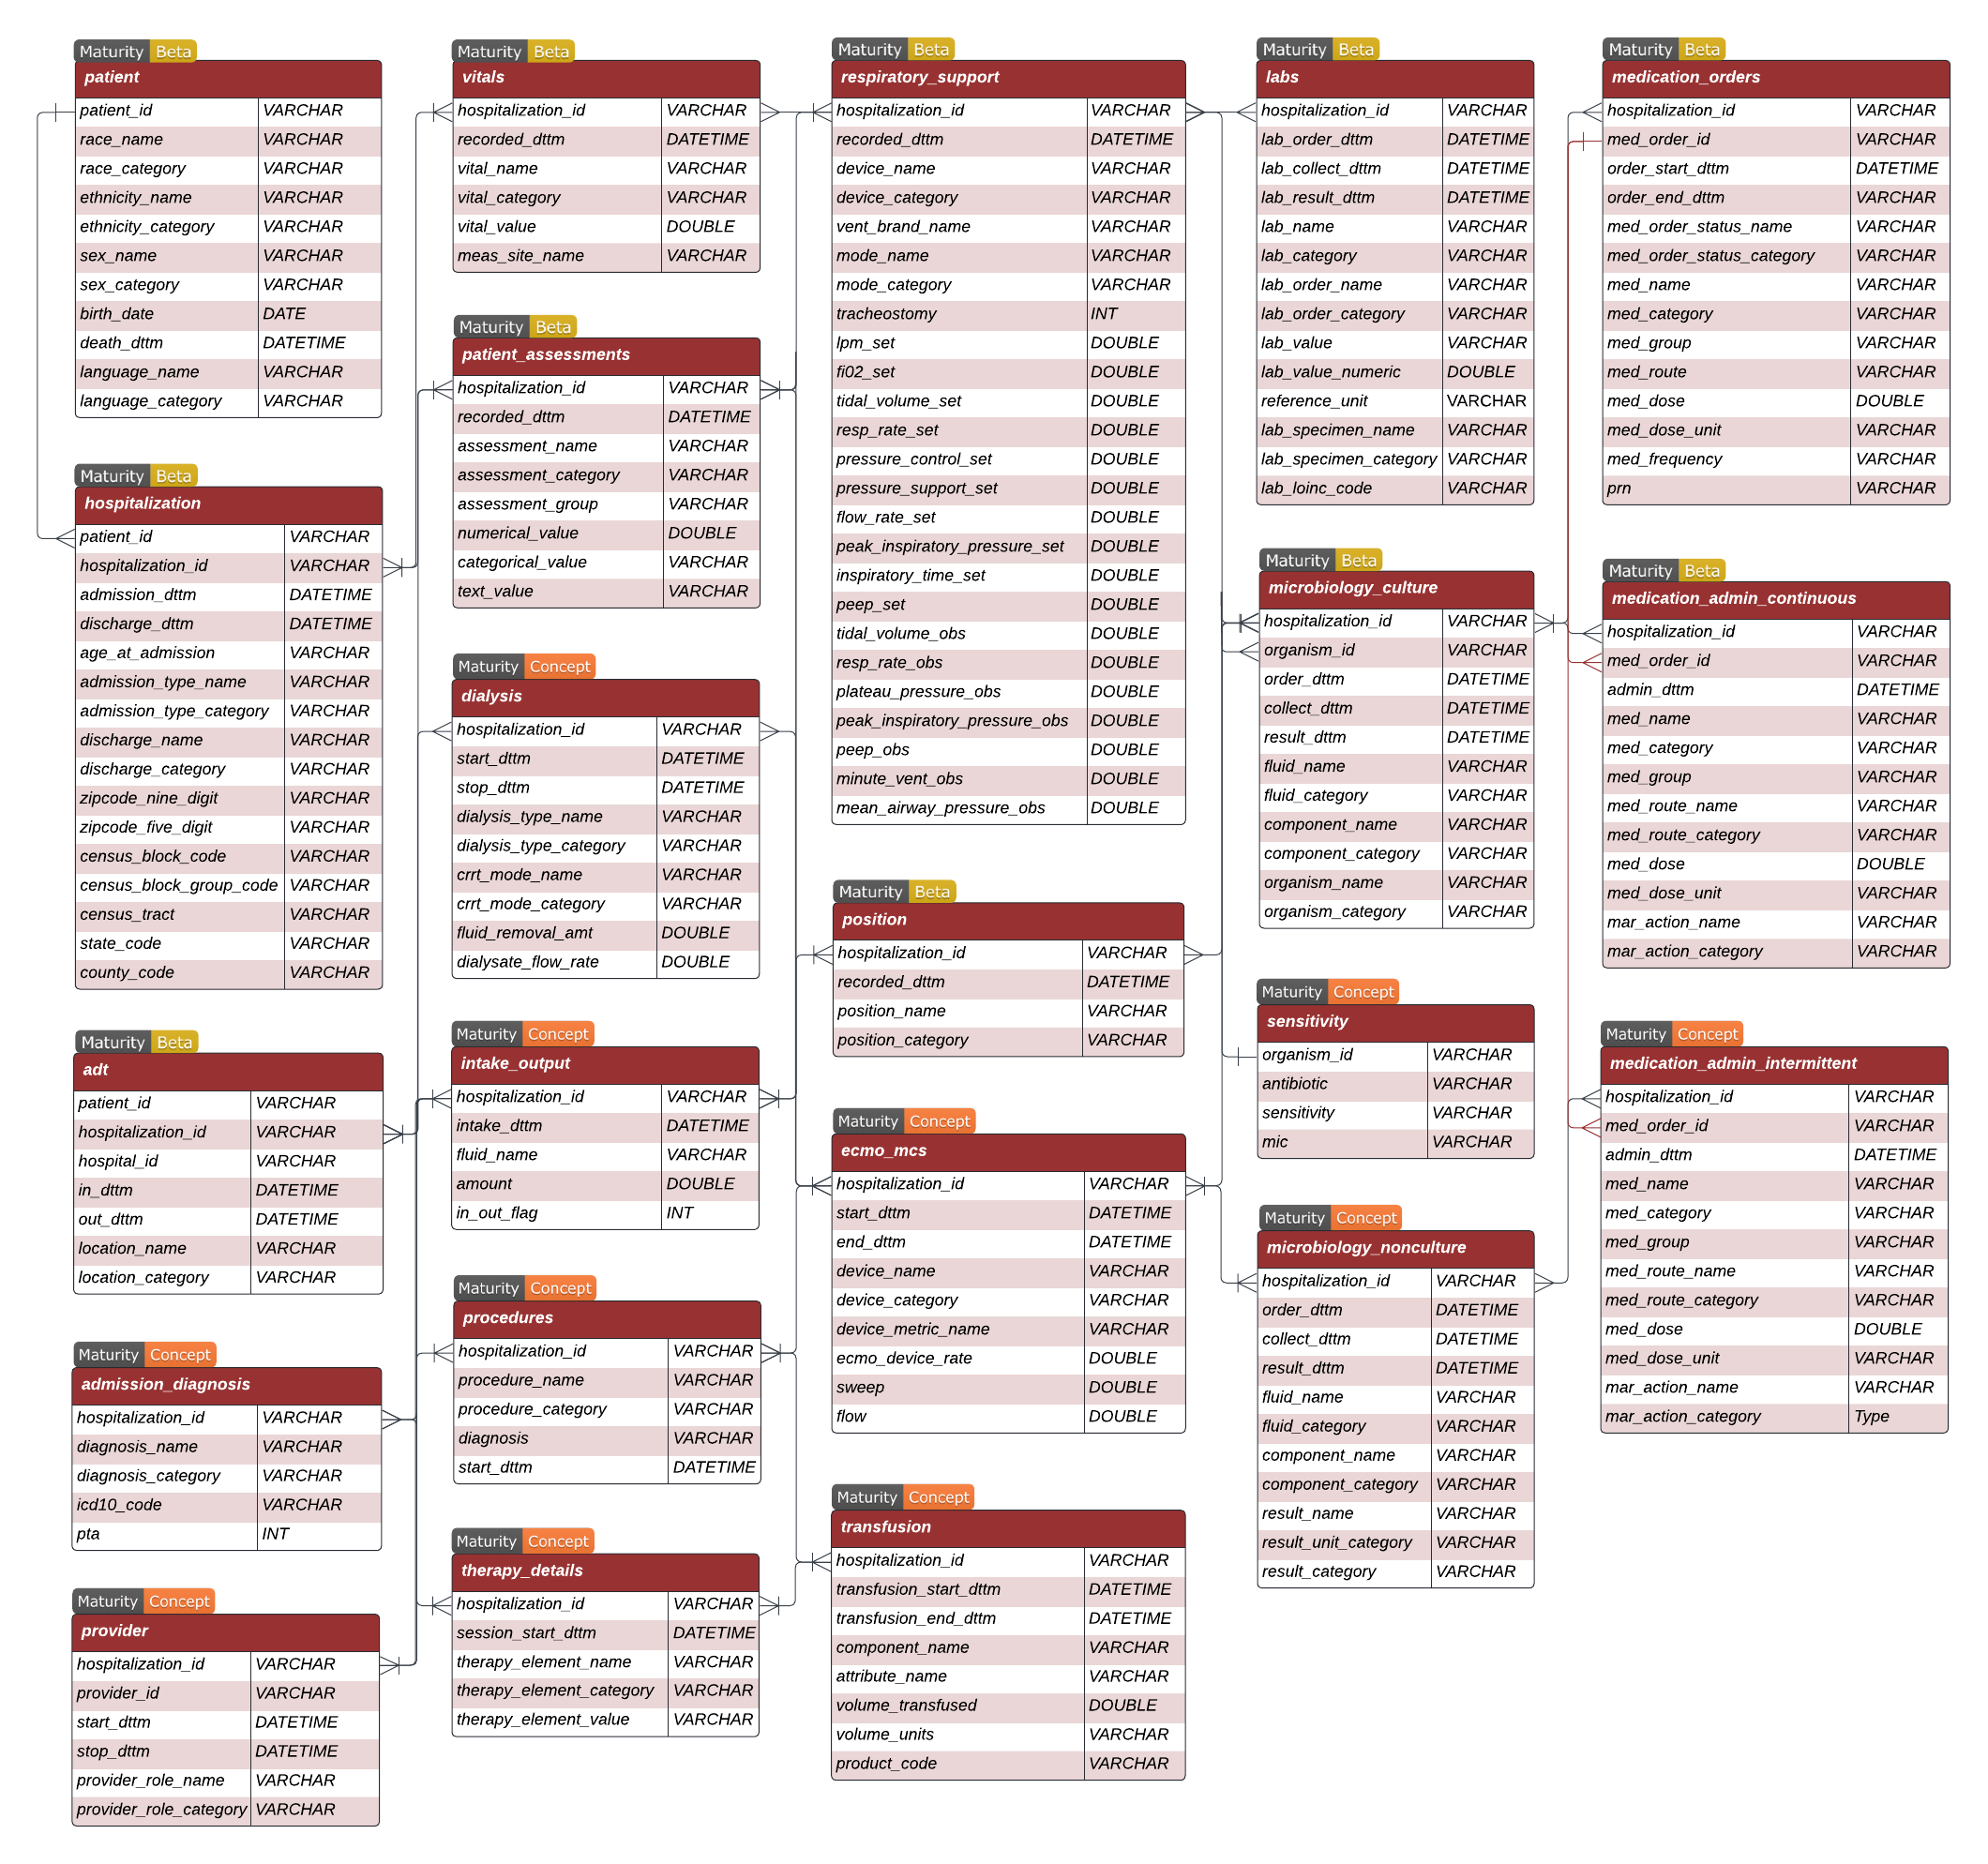 Maturity Beta
patient
patient_id VARCHAR
race_name VARCHAR
race_category VARCHAR
ethnicity_name VARCHAR
ethnicity_category VARCHAR
sex_name VARCHAR
sex_category VARCHAR
birth_date DATE
death_dttm DATETIME
language_name VARCHAR
language_category VARCHAR
Maturity Beta
hospitalization
patient_id VARCHAR
hospitalization_id VARCHAR
admission_dttm DATETIME
discharge_dttm DATETIME
age_at_admission VARCHAR
admission_type_name VARCHAR
admission_type_category VARCHAR
discharge_name VARCHAR
discharge_category VARCHAR
zipcode_nine_digit VARCHAR
zipcode_five_digit VARCHAR
census_block_code VARCHAR
census_block_group_code VARCHAR
census_tract VARCHAR
state_code VARCHAR
county_code VARCHAR
Maturity Beta
adt
patient_id VARCHAR
hospitalization_id VARCHAR
hospital_id VARCHAR
in_dttm DATETIME
out_dttm DATETIME
location_name VARCHAR
location_category VARCHAR
Maturity Concept
admission_diagnosis
hospitalization_id VARCHAR
diagnosis_name VARCHAR
diagnosis_category VARCHAR
icd10_code VARCHAR
pta INT
Maturity Concept
provider
hospitalization_id VARCHAR
provider_id VARCHAR
start_dttm DATETIME
stop_dttm DATETIME
provider_role_name VARCHAR
provider_role_category VARCHAR
Maturity Beta
vitals
hospitalization_id VARCHAR
recorded_dttm DATETIME
vital_name VARCHAR
vital_category VARCHAR
vital_value DOUBLE
meas_site_name VARCHAR
Maturity Beta
patient_assessments
hospitalization_id VARCHAR
recorded_dttm DATETIME
assessment_name VARCHAR
assessment_category VARCHAR
assessment_group VARCHAR
numerical_value DOUBLE
categorical_value VARCHAR
text_value VARCHAR
Maturity Concept
dialysis
hospitalization_id VARCHAR
start_dttm DATETIME
stop_dttm DATETIME
dialysis_type_name VARCHAR
dialysis_type_category VARCHAR
crrt_mode_name VARCHAR
crrt_mode_category VARCHAR
fluid_removal_amt DOUBLE
dialysate_flow_rate DOUBLE
Maturity Concept
intake_output
hospitalization_id VARCHAR
intake_dttm DATETIME
fluid_name VARCHAR
amount DOUBLE
in_out_flag INT
Maturity Concept
procedures
hospitalization_id VARCHAR
procedure_name VARCHAR
procedure_category VARCHAR
diagnosis VARCHAR
start_dttm DATETIME
Maturity Concept
therapy_details
hospitalization_id VARCHAR
session_start_dttm DATETIME
therapy_element_name VARCHAR
therapy_element_category VARCHAR
therapy_element_value VARCHAR
Maturity Beta
respiratory_support
hospitalization_id VARCHAR
recorded_dttm DATETIME
device_name VARCHAR
device_category VARCHAR
vent_brand_name VARCHAR
mode_name VARCHAR
mode_category VARCHAR
tracheostomy INT
lpm_set DOUBLE
fi02_set DOUBLE
tidal_volume_set DOUBLE
resp_rate_set DOUBLE
pressure_control_set DOUBLE
pressure_support_set DOUBLE
flow_rate_set DOUBLE
peak_inspiratory_pressure_set DOUBLE
inspiratory_time_set DOUBLE
peep_set DOUBLE
tidal_volume_obs DOUBLE
resp_rate_obs DOUBLE
plateau_pressure_obs DOUBLE
peak_inspiratory_pressure_obs DOUBLE
peep_obs DOUBLE
minute_vent_obs DOUBLE
mean_airway_pressure_obs DOUBLE
Maturity Beta
position
hospitalization_id VARCHAR
recorded_dttm DATETIME
position_name VARCHAR
position_category VARCHAR
Maturity Concept
ecmo_mcs
hospitalization_id VARCHAR
start_dttm DATETIME
end_dttm DATETIME
device_name VARCHAR
device_category VARCHAR
device_metric_name VARCHAR
ecmo_device_rate DOUBLE
sweep DOUBLE
flow DOUBLE
Maturity Concept
transfusion
hospitalization_id VARCHAR
transfusion_start_dttm DATETIME
transfusion_end_dttm DATETIME
component_name VARCHAR
attribute_name VARCHAR
volume_transfused DOUBLE
volume_units VARCHAR
product_code VARCHAR
Maturity Beta
labs
hospitalization_id VARCHAR
lab_order_dttm DATETIME
lab_collect_dttm DATETIME
lab_result_dttm DATETIME
lab_name VARCHAR
lab_category VARCHAR
lab_order_name VARCHAR
lab_order_category VARCHAR
lab_value VARCHAR
lab_value_numeric DOUBLE
reference_unit VARCHAR
lab_specimen_name VARCHAR
lab_specimen_category VARCHAR
lab_loinc_code VARCHAR
Maturity Beta
microbiology_culture
hospitalization_id VARCHAR
organism_id VARCHAR
order_dttm DATETIME
collect_dttm DATETIME
result_dttm DATETIME
fluid_name VARCHAR
fluid_category VARCHAR
component_name VARCHAR
component_category VARCHAR
organism_name VARCHAR
organism_category VARCHAR
Maturity Concept
sensitivity
organism_id VARCHAR
antibiotic VARCHAR
sensitivity VARCHAR
mic VARCHAR
Maturity Concept
microbiology_nonculture
hospitalization_id VARCHAR
order_dttm DATETIME
collect_dttm DATETIME
result_dttm DATETIME
fluid_name VARCHAR
fluid_category VARCHAR
component_name VARCHAR
component_category VARCHAR
result_name VARCHAR
result_unit_category VARCHAR
result_category VARCHAR
Maturity Beta
medication_orders
hospitalization_id VARCHAR
med_order_id VARCHAR
order_start_dttm DATETIME
order_end_dttm VARCHAR
med_order_status_name VARCHAR
med_order_status_category VARCHAR
med_name VARCHAR
med_category VARCHAR
med_group VARCHAR
med_route VARCHAR
med_dose DOUBLE
med_dose_unit VARCHAR
med_frequency VARCHAR
prn VARCHAR
Maturity Beta
medication_admin_continuous
hospitalization_id VARCHAR
med_order_id VARCHAR
admin_dttm DATETIME
med_name VARCHAR
med_category VARCHAR
med_group VARCHAR
med_route_name VARCHAR
med_route_category VARCHAR
med_dose DOUBLE
med_dose_unit VARCHAR
mar_action_name VARCHAR
mar_action_category VARCHAR
Maturity Concept
medication_admin_intermittent
hospitalization_id VARCHAR
med_order_id VARCHAR
admin_dttm DATETIME
med_name VARCHAR
med_category VARCHAR
med_group VARCHAR
med_route_name VARCHAR
med_route_category VARCHAR
med_dose DOUBLE
med_dose_unit VARCHAR
mar_action_name VARCHAR
mar_action_category Type